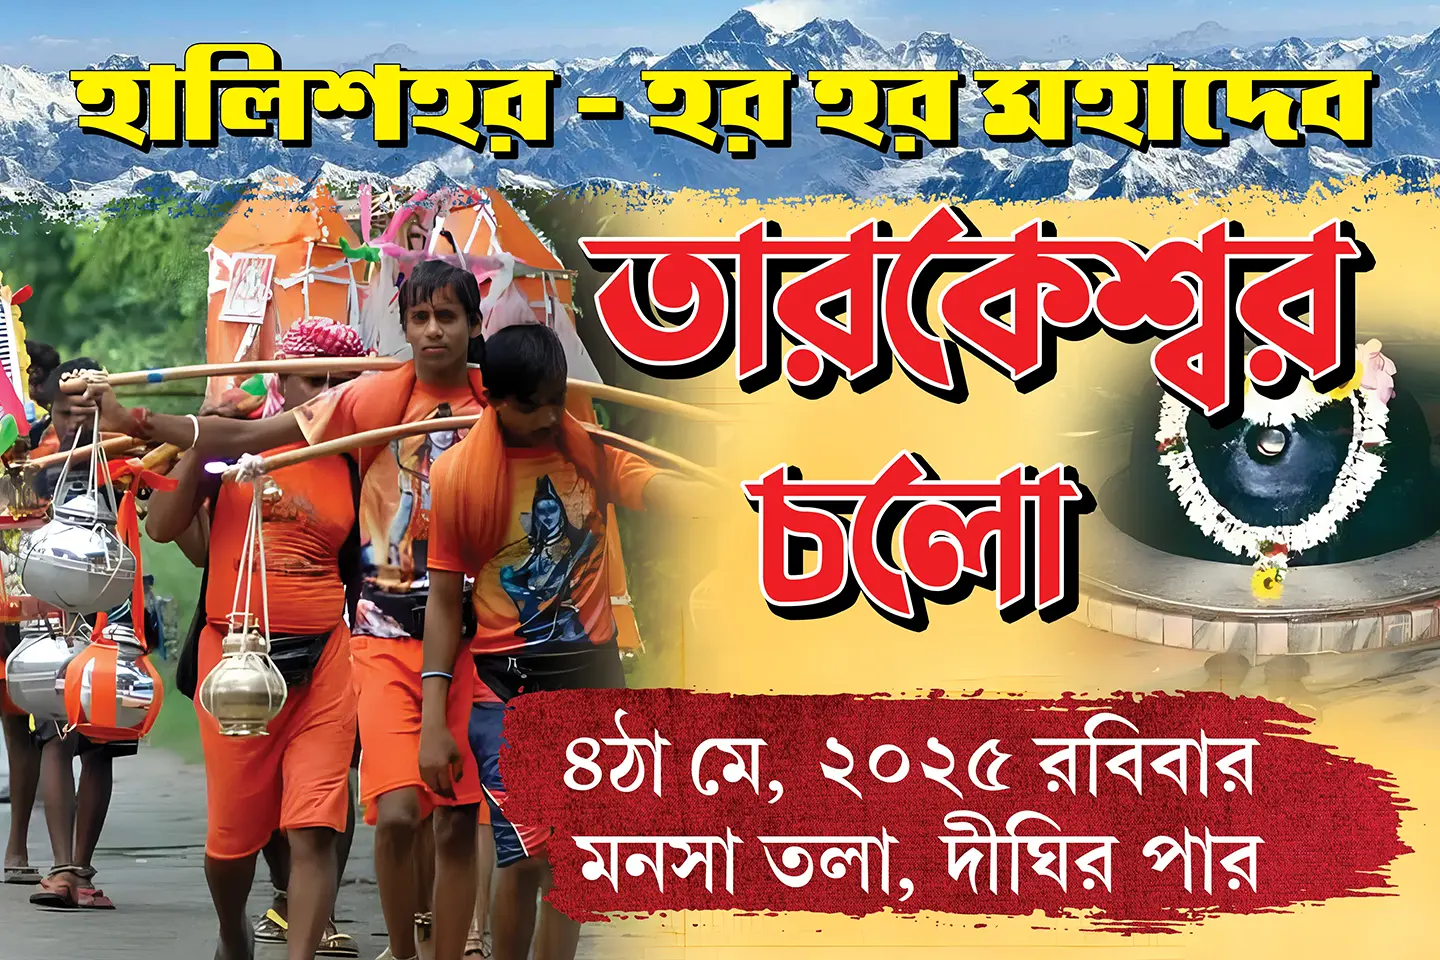 হালিশহর - হর হর মহাদেব
তারকেশ্বর
চলো
৪ঠা মে, ২০২৫ রবিবার
মনসা তলা, দীঘির পার